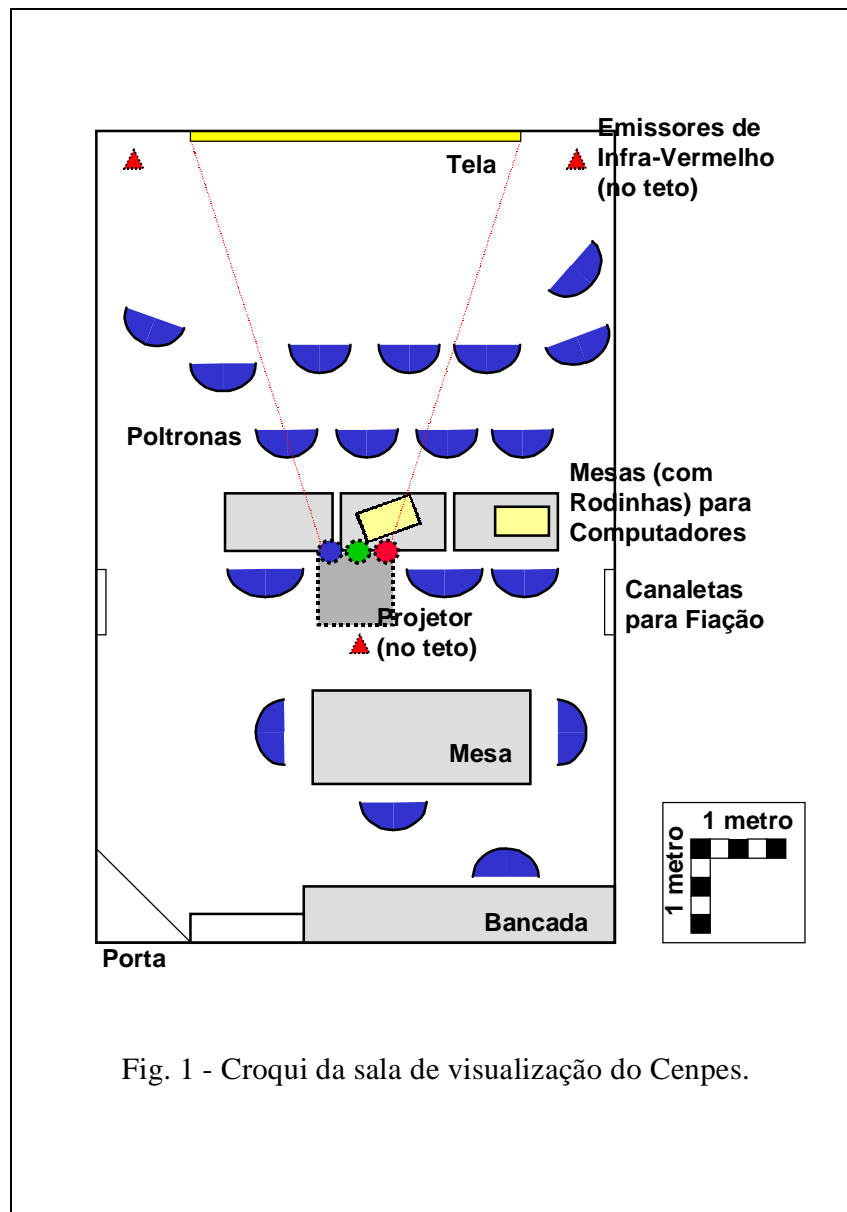 Emissores de
Infra-Vermelho
(no teto)
Tela
Poltronas
Mesas (com
Rodinhas) para
Computadores
Canaletas
para Fiação
Projetor
(no teto)
Mesa
1 metro
1 metro
Bancada
Porta
Fig. 1 - Croqui da sala de visualização do Cenpes.